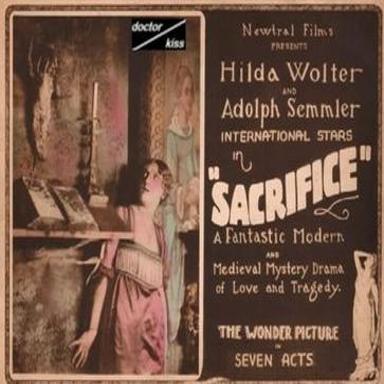 doctor
kiss
Newtral Films
PRESENTS
Hilda Wolter
AND
Adolph Semmler
INTERNATIONAL STARS
in
"SACRIFICE"
A Fantastic Modern
AND
Medieval Mystery Drama
of Love and Tragedy.
THE WONDER PICTURE
IN
SEVEN ACTS